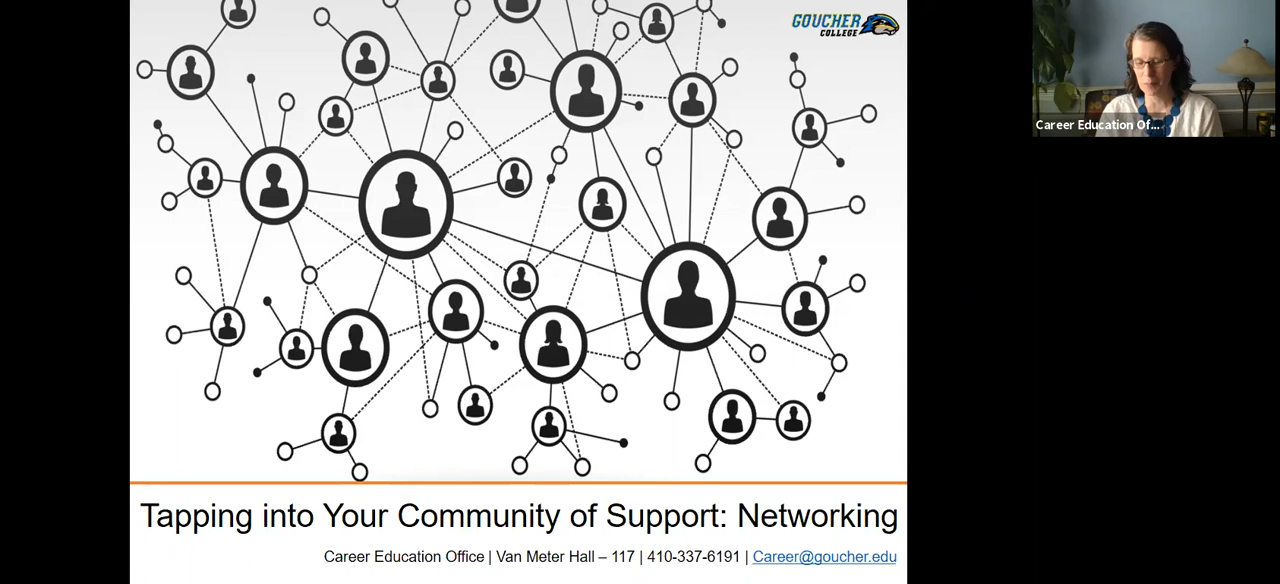 GOUCHER
COLLEGE
Career Education Of...
Tapping into Your Community of Support: Networking
Career Education Office | Van Meter Hall – 117 | 410-337-6191 | Career@goucher.edu